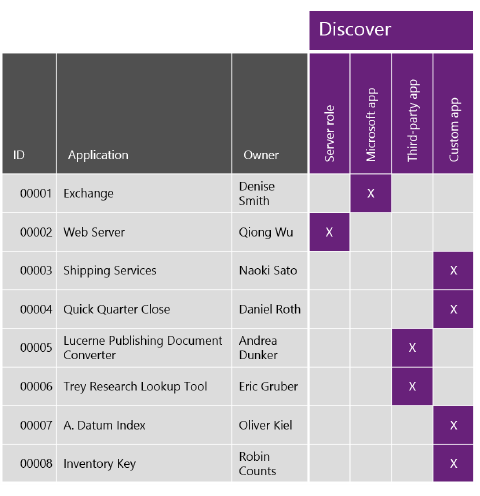 Discover
ID Application Owner Server role Microsoft app Third-party app Custom app
00001 Exchange Denise
Smith X
00002 Web Server Qiong Wu X
00003 Shipping Services Naoki Sato X
00004 Quick Quarter Close Daniel Roth X
00005 Lucerne Publishing Document
Converter Andrea
Dunker X
00006 Trey Research Lookup Tool Eric Gruber X
00007 A. Datum Index Oliver Kiel X
00008 Inventory Key Robin
Counts X